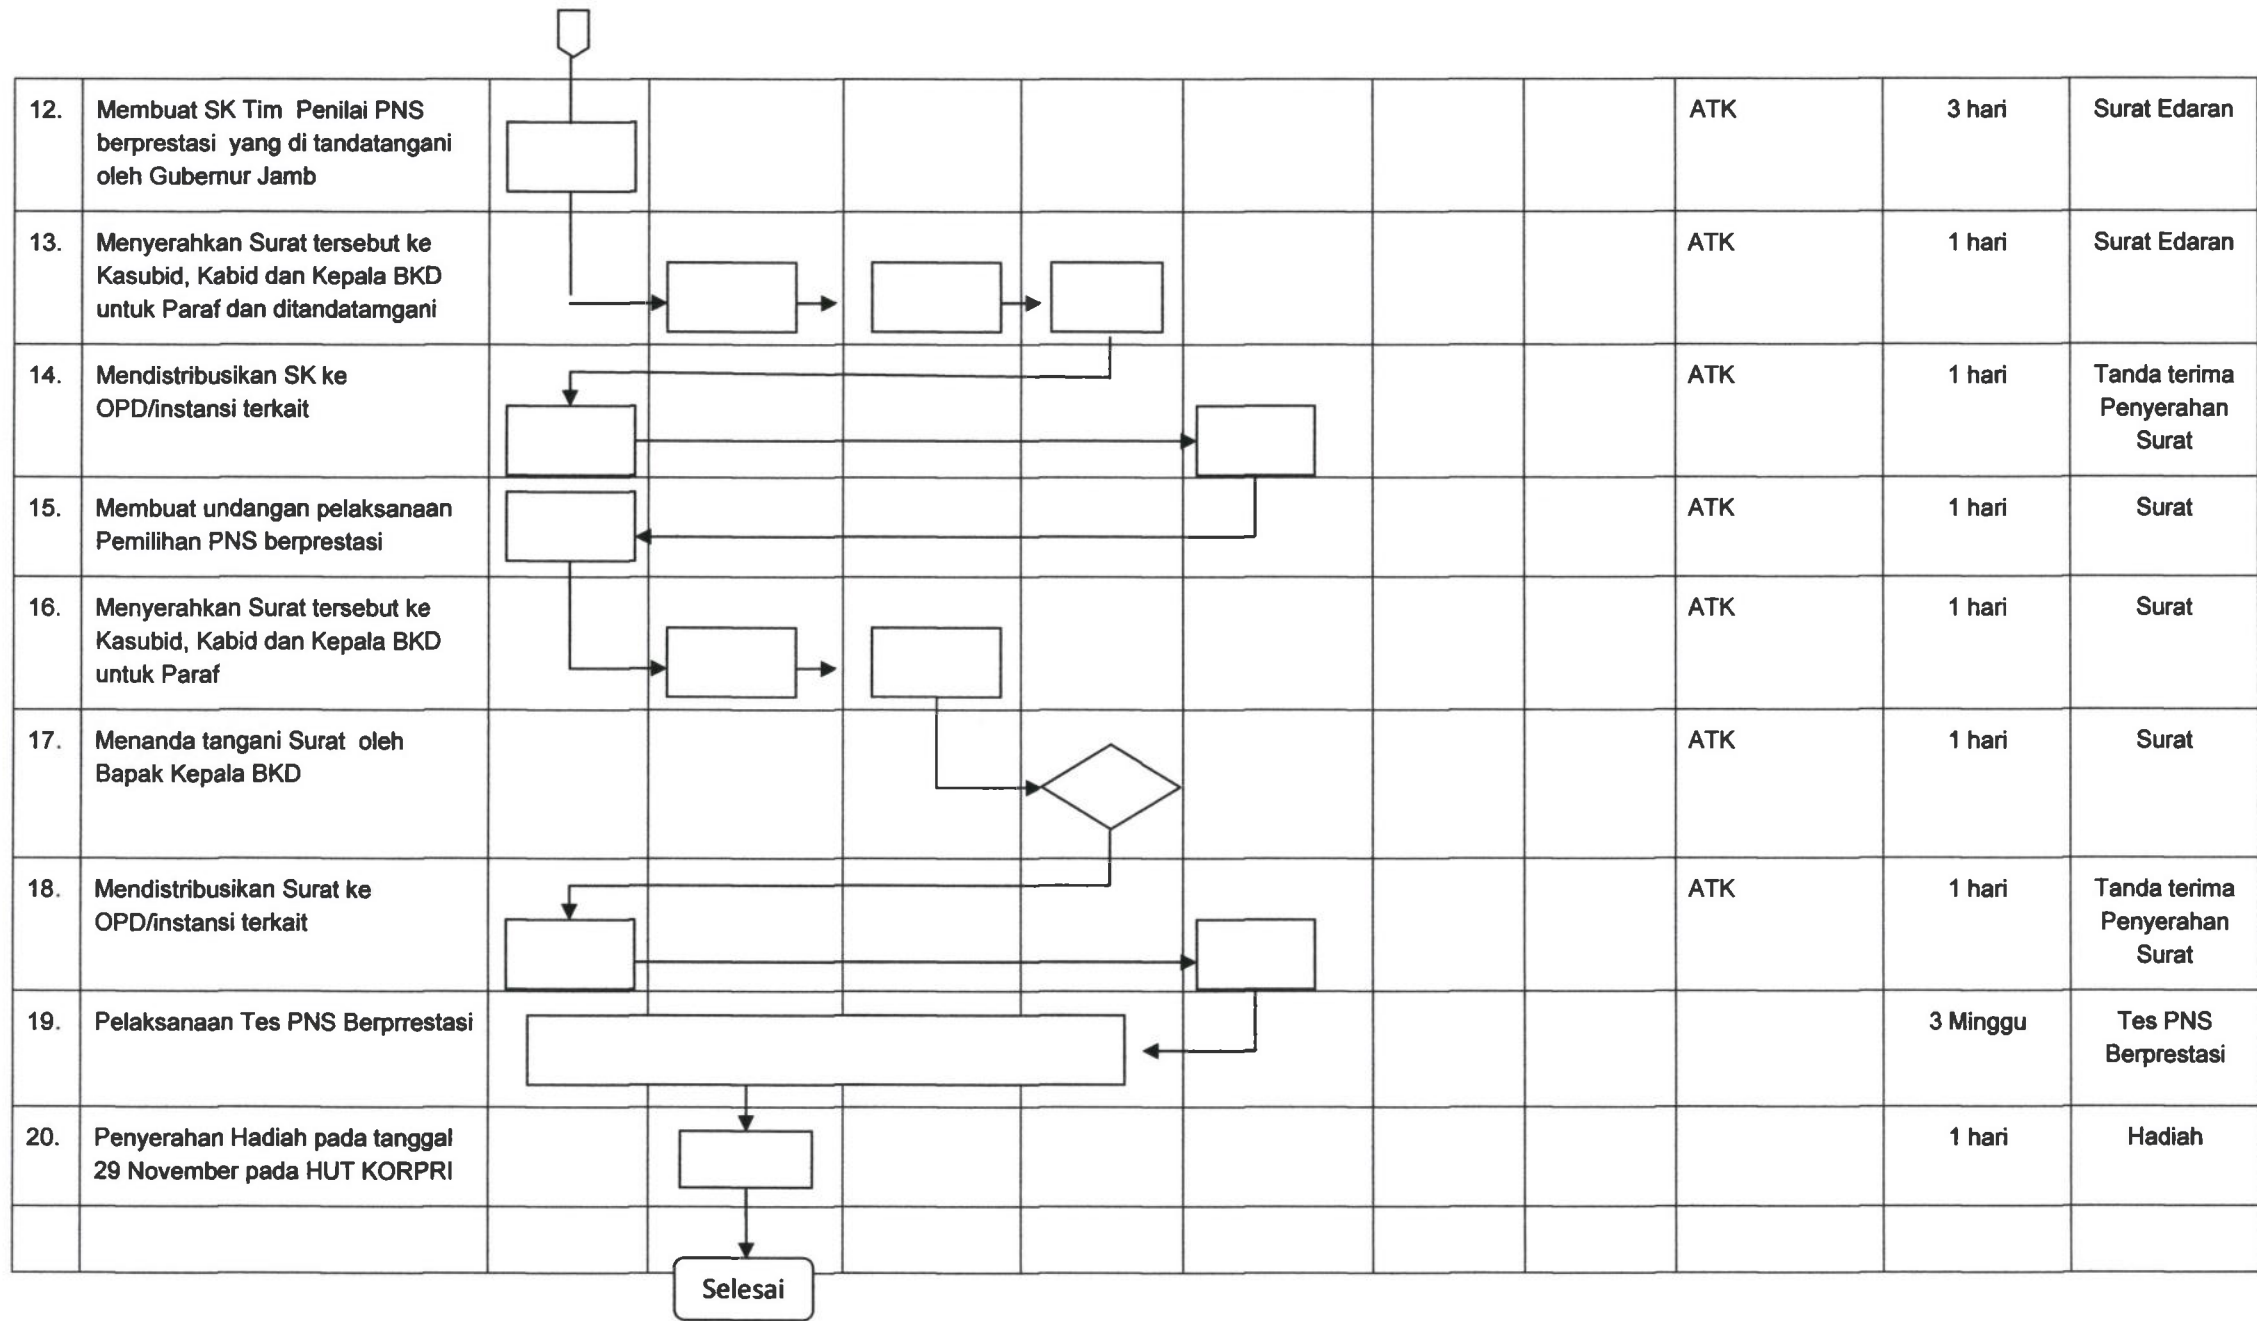 12. Membuat SK Tim Penilai PNS ATK 3 hari Surat Edaran
berprestasi yang di tandatangani
oleh Gubernur Jamb
13. Menyerahkan Surat tersebut ke ATK 1 hari Surat Edaran
Kasubid, Kabid dan Kepala BKD
untuk Paraf dan ditandatamgani
14. Mendistribusikan SK ke ATK 1 hari Tanda terima
OPD/instansi terkait Penyerahan
Surat
15. Membuat undangan pelaksanaan ATK 1 hari Surat
Pemilihan PNS berprestasi
16. Menyerahkan Surat tersebut ke ATK 1 hari Surat
Kasubid, Kabid dan Kepala BKD
untuk Paraf
17. Menanda tangani Surat oleh ATK 1 hari Surat
Bapak Kepala BKD
18. Mendistribusikan Surat ke ATK 1 hari Tanda terima
OPD/instansi terkait Penyerahan
Surat
19. Pelaksanaan Tes PNS Berprrestasi 3 Minggu Tes PNS
Berprestasi
20. Penyerahan Hadiah pada tanggal 1 hari Hadiah
29 November pada HUT KORPRI
Selesai